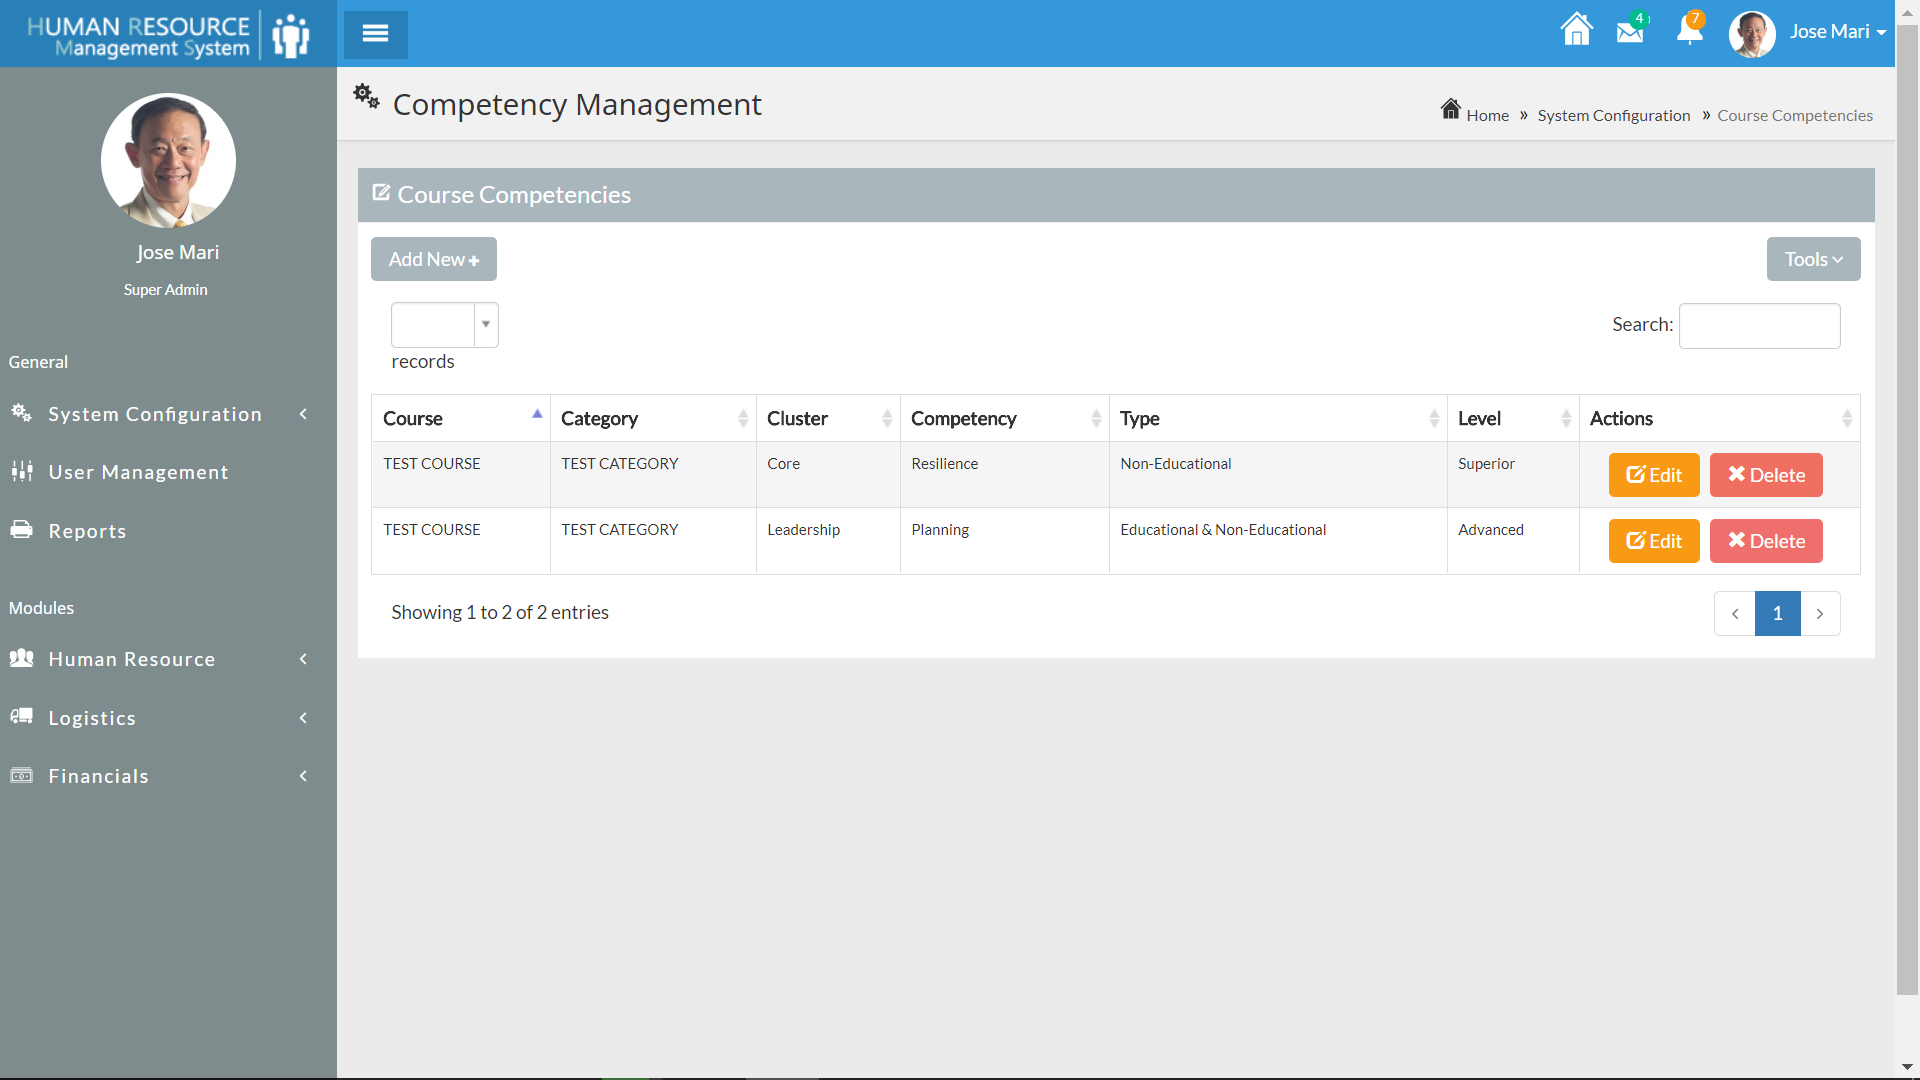 HUMAN RESOURCE
Management System
4
7
Jose Mari
Jose Mari
Super Admin
General
System Configuration
User Management
Reports
Modules
Human Resource
Logistics
Financials
Competency Management
Home » System Configuration » Course Competencies
Course Competencies
Add New
Tools
records
Search:
Course Category Cluster Competency Type Level Actions
TEST COURSE TEST CATEGORY Core Resilience Non-Educational Superior Edit Delete
TEST COURSE TEST CATEGORY Leadership Planning Educational & Non-Educational Advanced Edit Delete
Showing 1 to 2 of 2 entries
1